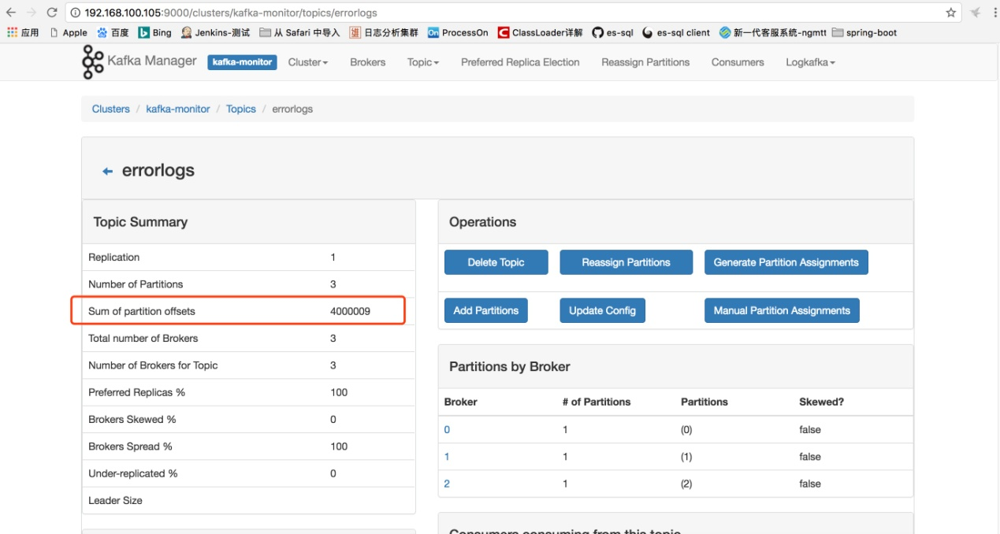 192.168.100.105:9000/clusters/kafka-monitor/topics/errorlogs
应用 Apple 百度 Bing Jenkins-测试 从 Safari 中导入 日志分析集群 ProcessOn ClassLoader详解 es-sql es-sql client 新一代客服系统-ngmtt spring-boot
Kafka Manager kafka-monitor Cluster Brokers Topic Preferred Replica Election Reassign Partitions Consumers Logkafka
Clusters / kafka-monitor / Topics / errorlogs
errorlogs
Topic Summary
Replication 1
Number of Partitions 3
Sum of partition offsets 4000009
Total number of Brokers 3
Number of Brokers for Topic 3
Preferred Replicas % 100
Brokers Skewed % 0
Brokers Spread % 100
Under-replicated % 0
Leader Size
Operations
Delete Topic Reassign Partitions Generate Partition Assignments
Add Partitions Update Config Manual Partition Assignments
Partitions by Broker
Broker # of Partitions Partitions Skewed?
0 1 (0) false
1 1 (1) false
2 1 (2) false
Consumers consuming from this topic